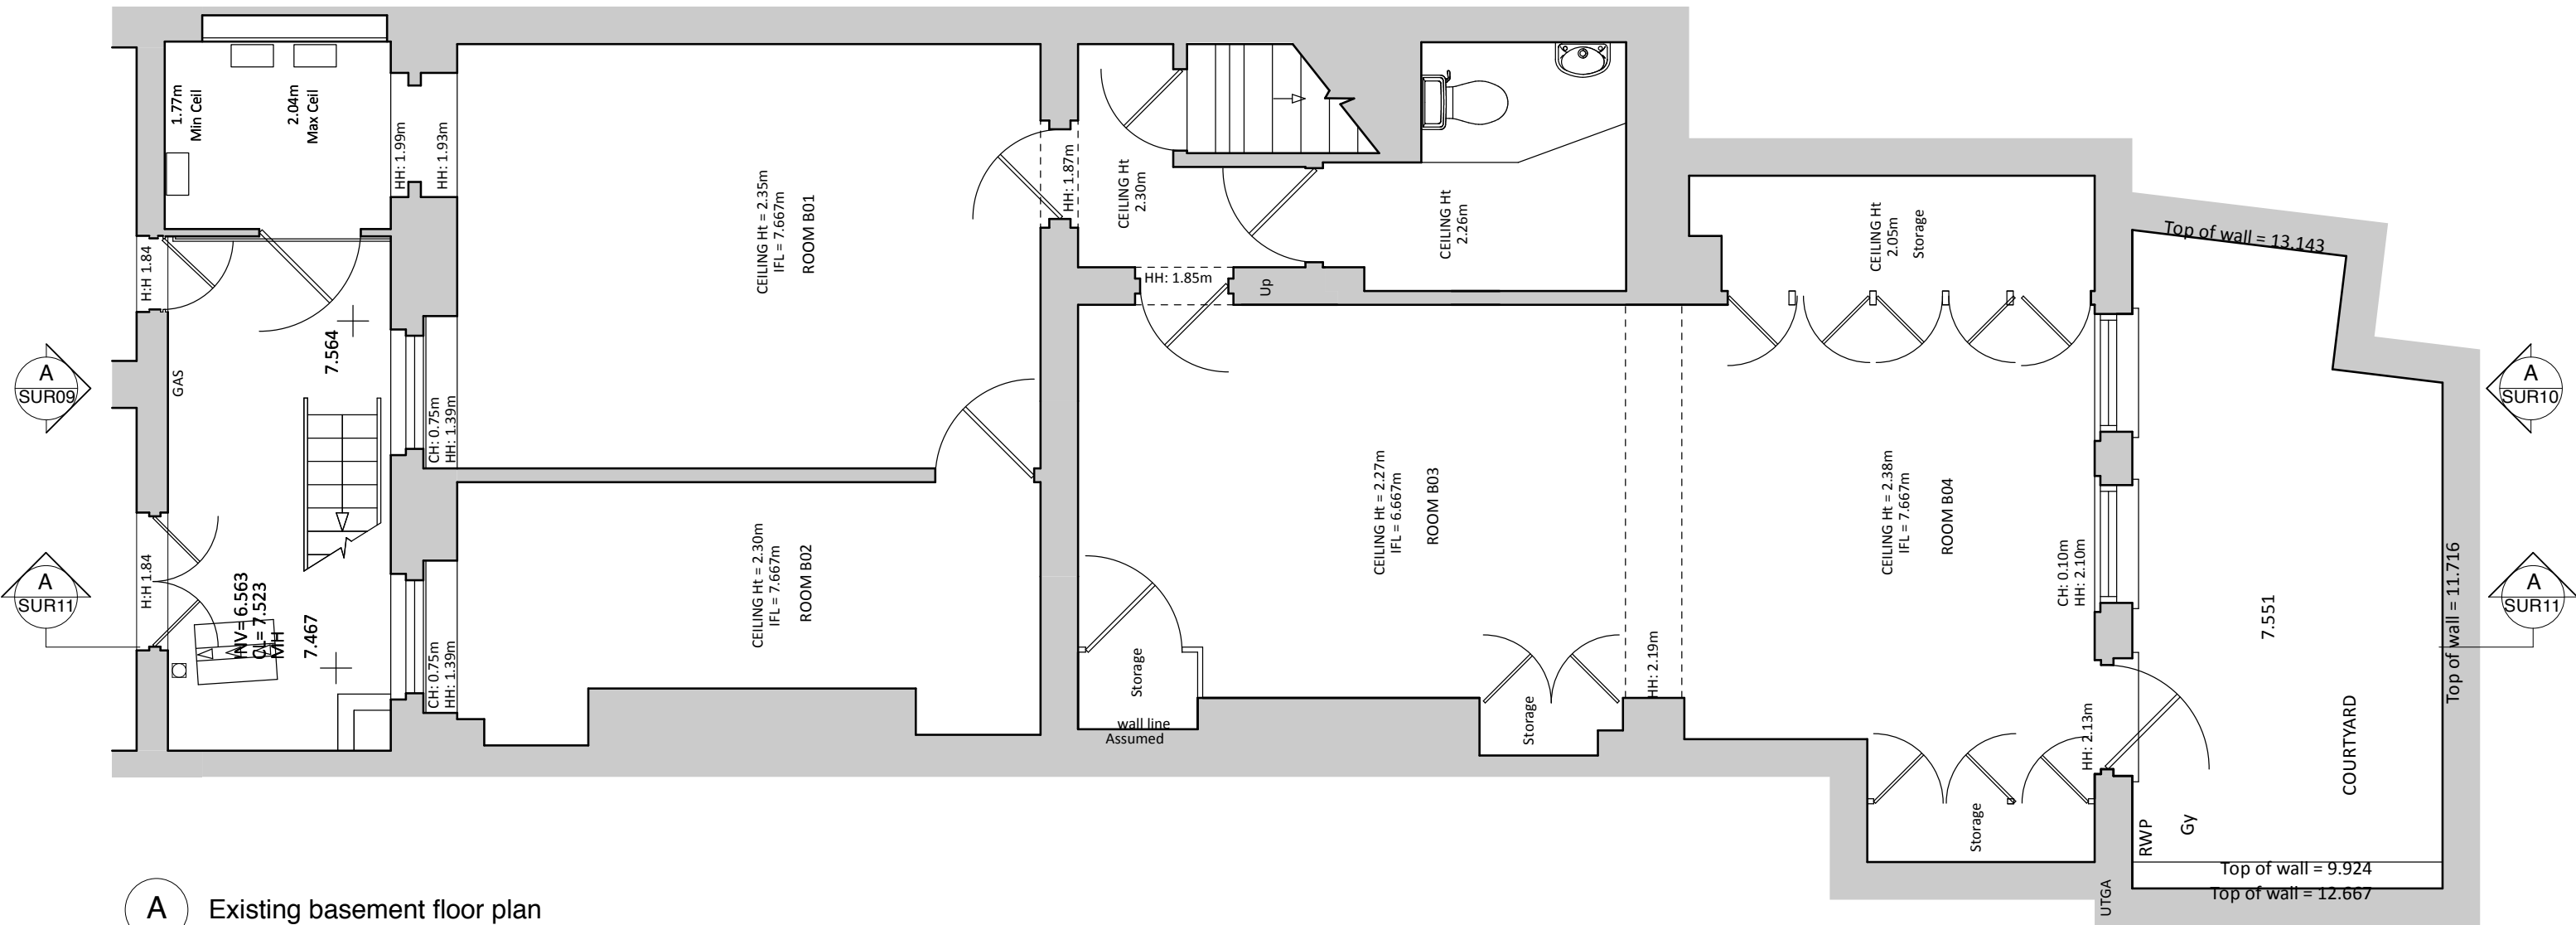 1.77m
Min Ceil
2.04m
Max Ceil
HH: 1.99m
HH: 1.93m
CEILING Ht = 2.35m
IFL = 7.667m
ROOM B01
HH: 1.87m
CEILING Ht
2.30m
CEILING Ht
2.26m
HH: 1.85m
Up
CEILING Ht
2.05m
Storage
Top of wall = 13.143
H:H 1.84
GAS
7.564
A
SUR09
CH: 0.75m
HH: 1.39m
A
SUR10
H:H 1.84
A
SUR11
INV= 6.563
CL= 7.523
MH
7.467
CH: 0.75m
HH: 1.39m
CEILING Ht = 2.30m
IFL = 7.667m
ROOM B02
CEILING Ht = 2.27m
IFL = 6.667m
ROOM B03
CEILING Ht = 2.38m
IFL = 7.667m
ROOM B04
CH: 0.10m
HH: 2.10m
7.551
Top of wall = 11.716
A
SUR11
Storage
wall line
Assumed
Storage
HH: 2.19m
HH: 2.13m
Storage
COURTYARD
RWP
Gy
Top of wall = 9.924
Top of wall = 12.667
UTGA
A
Existing basement floor plan